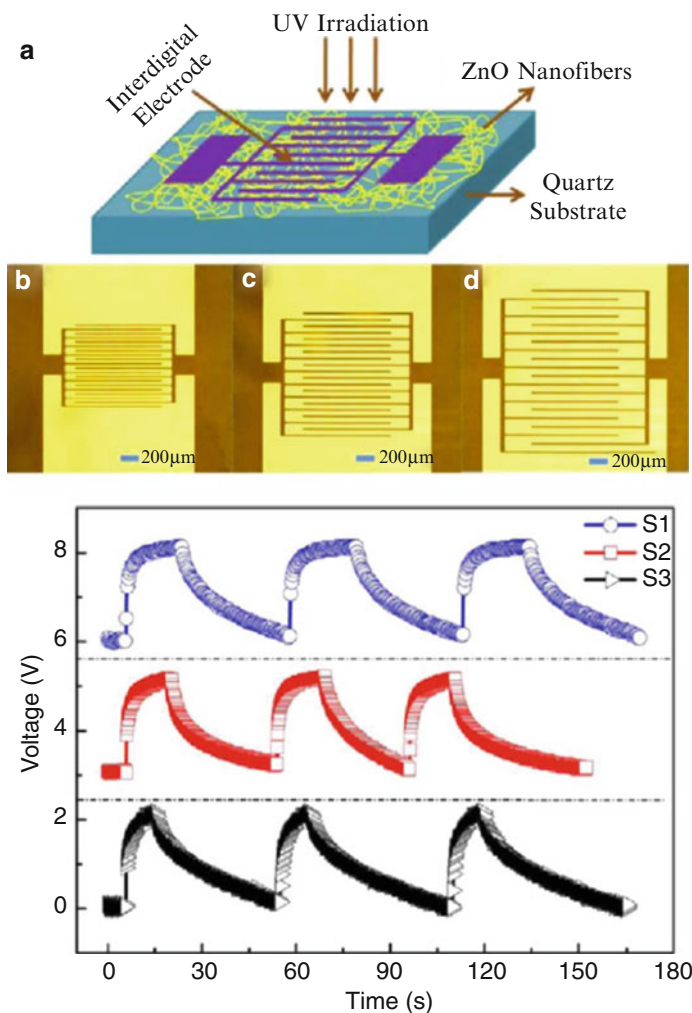 a
UV Irradiation
Interdigital
Electrode
ZnO Nanofibers
Quartz
Substrate
b
c
d
200μm
200μm
200μm
S1
S2
S3
8
6
4
2
0
Voltage (V)
0 30 60 90 120 150 180
Time (s)